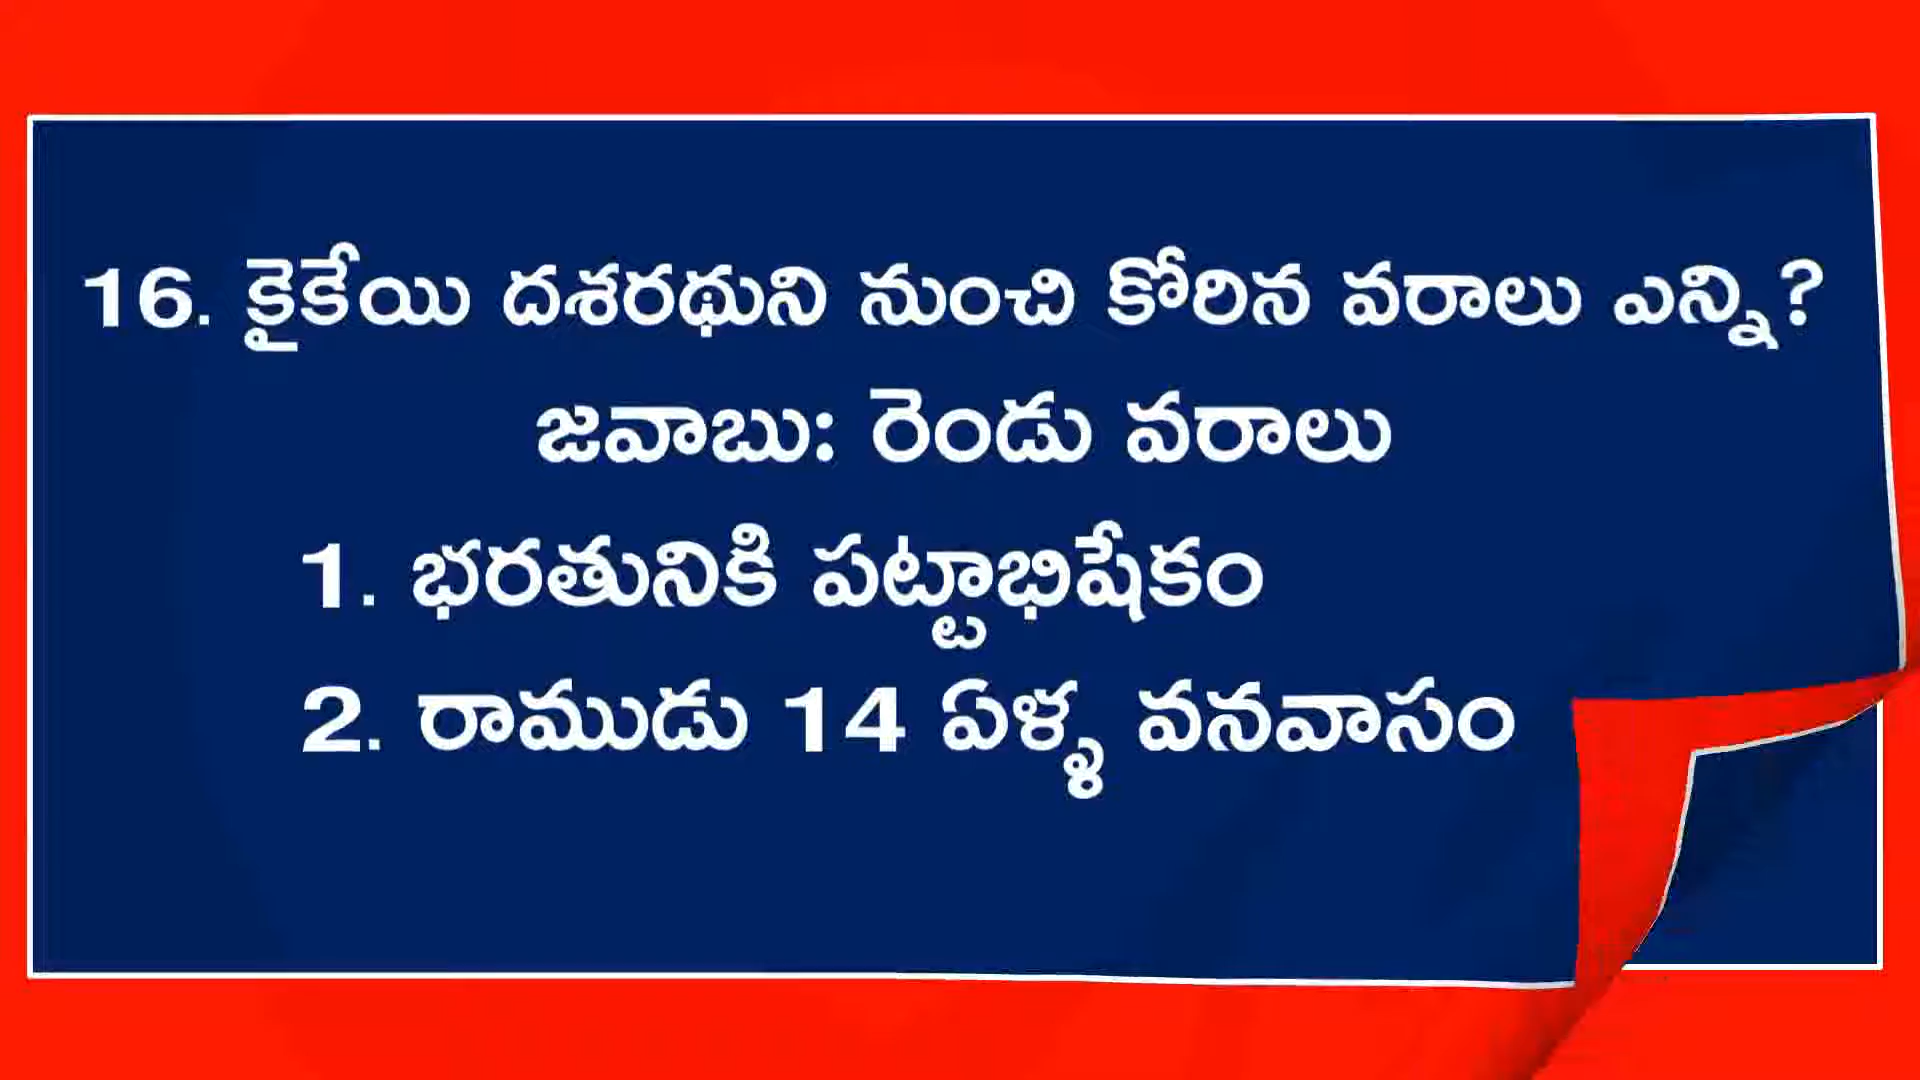 16. కైకేయి దశరథుని నుంచి కోరిన వరాలు ఎన్ని?
జవాబు: రెండు వరాలు
1. భరతునికి పట్టాభిషేకం
2. రాముడు 14 ఏళ్ళ వనవాసం